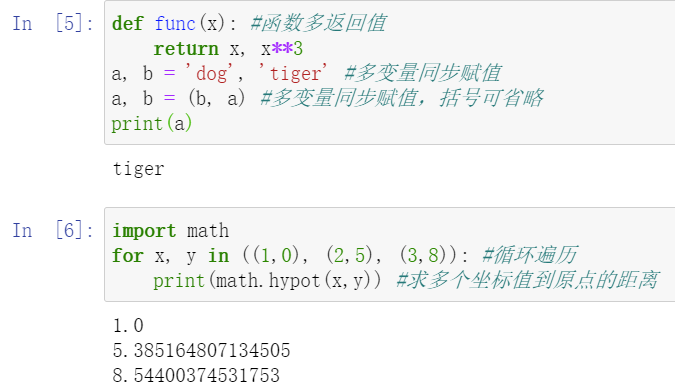 In [5]: def func(x): #函数多返回值
    return x, x**3
a, b = 'dog', 'tiger' #多变量同步赋值
a, b = (b, a) #多变量同步赋值，括号可省略
print(a)
tiger
In [6]: import math
for x, y in ((1,0), (2,5), (3,8)): #循环遍历
    print(math.hypot(x,y)) #求多个坐标值到原点的距离
1.0
5.385164807134505
8.54400374531753